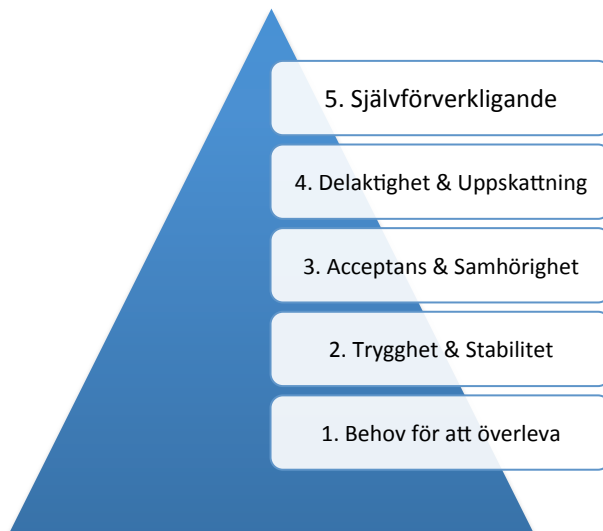 5. Självförverkligande
4. Delaktighet & Uppskattning
3. Acceptans & Samhörighet
2. Trygghet & Stabilitet
1. Behov för att överleva